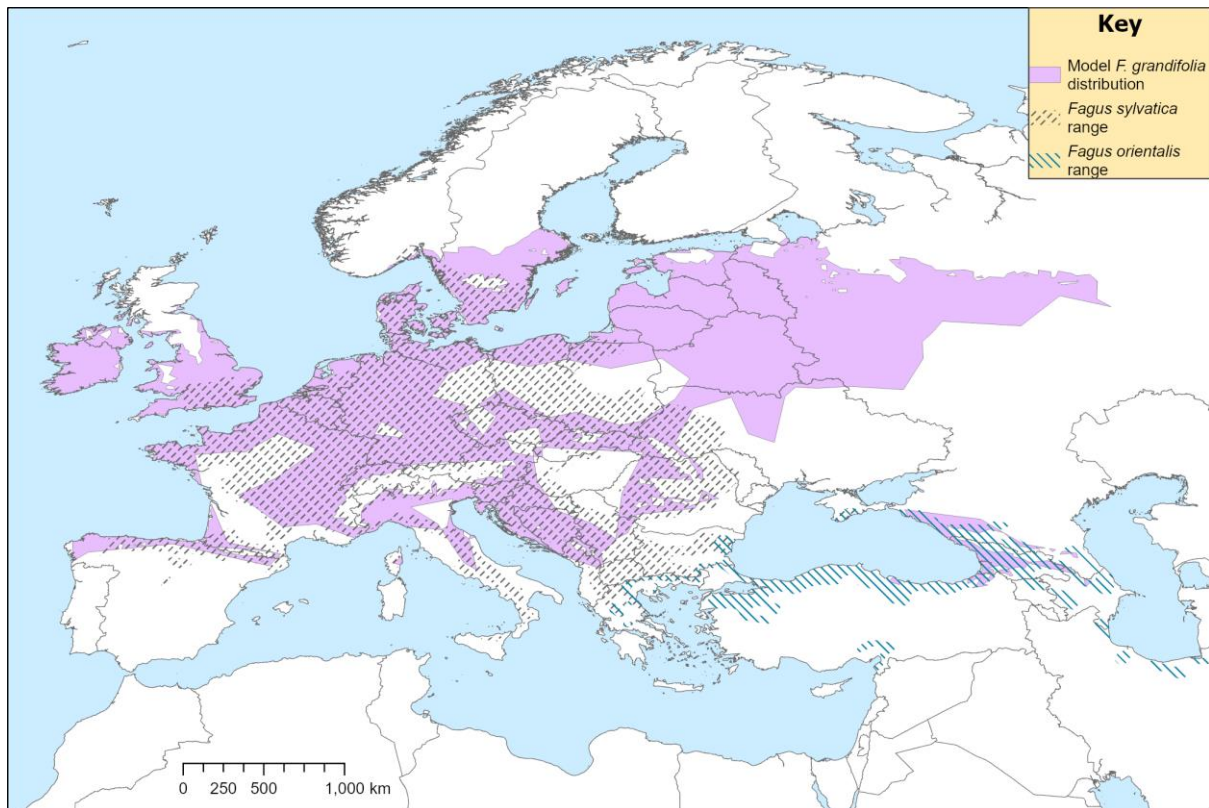 Key
Model F. grandifolia
distribution
Fagus sylvatica
range
Fagus orientalis
range
0 250 500 1,000 km